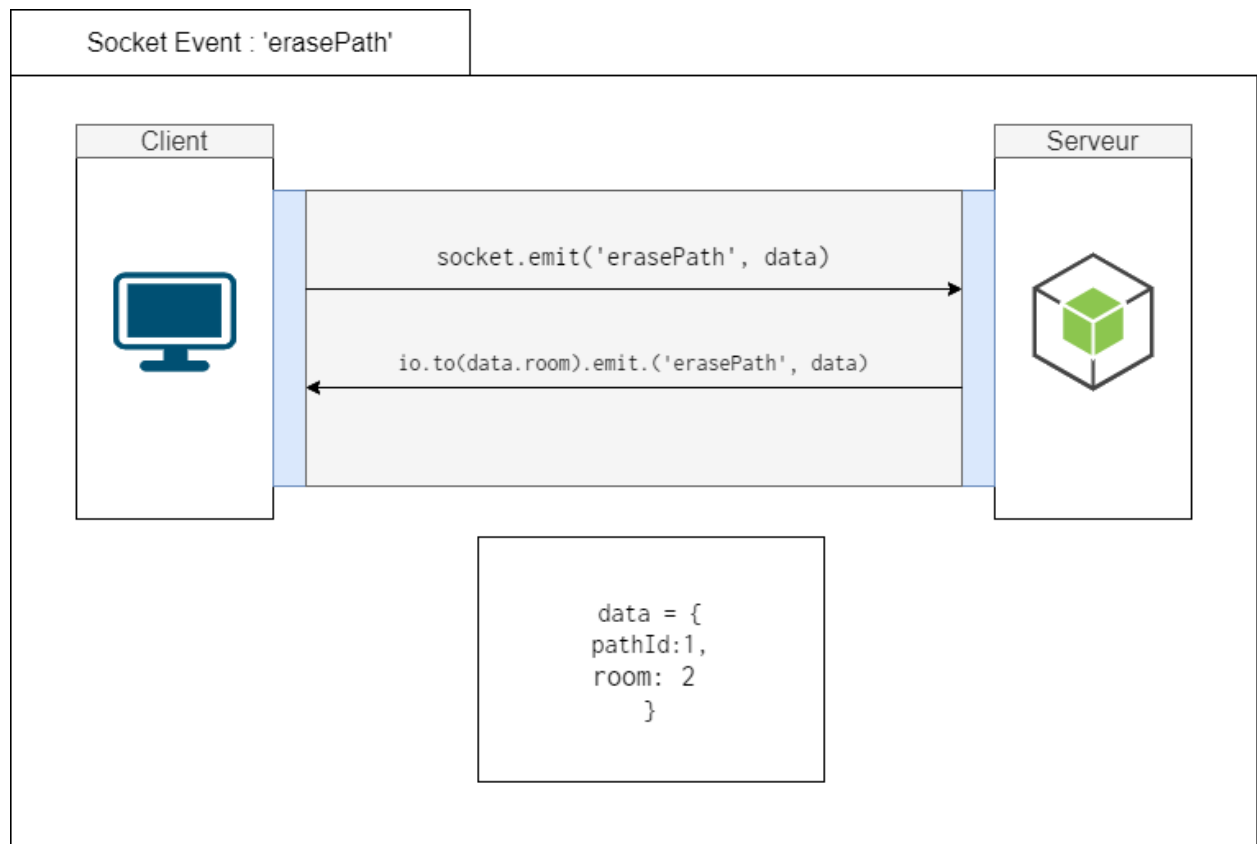 Socket Event : 'erasePath'
Client
Serveur
socket.emit('erasePath', data)
io.to(data.room).emit.('erasePath', data)
data = {
pathId:1,
room: 2
}